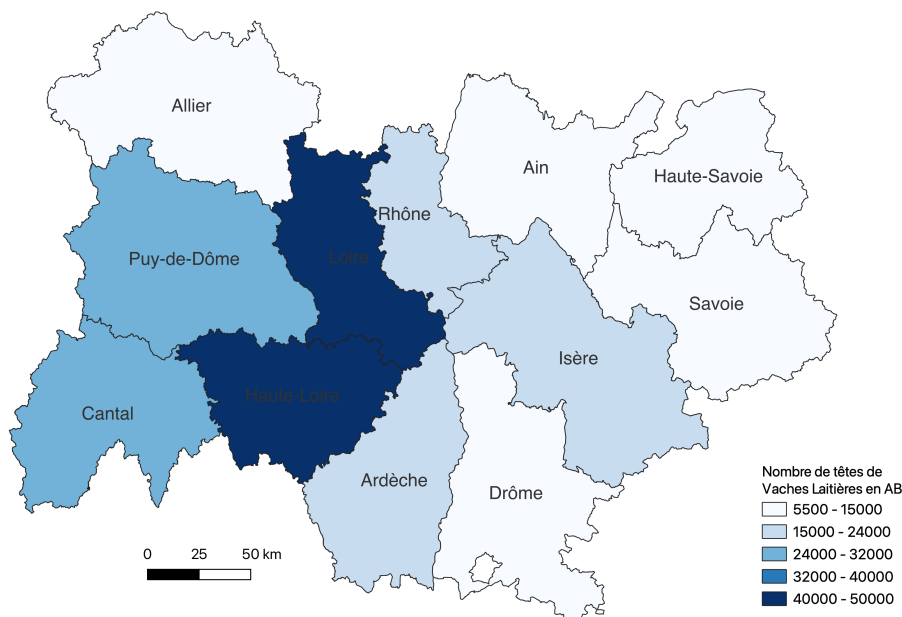 Allier
Ain
Haute-Savoie
Rhône
Puy-de-Dôme
Loire
Savoie
Isère
Haute-Loire
Cantal
Ardèche
Drôme
Nombre de têtes de
Vaches Laitières en AB
5500 - 15000
15000 - 24000
24000 - 32000
32000 - 40000
40000 - 50000
0 25 50 km